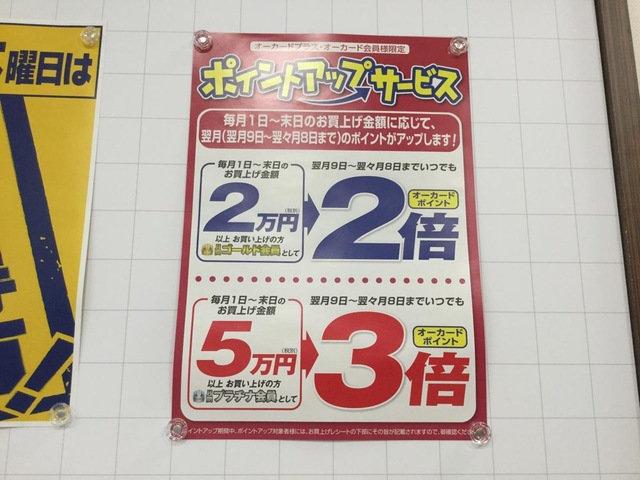 曜日は
オーカードプラス・オーカード会員様限定
ポイントアップサービス
毎月1日～末日のお買上げ金額に応じて、
翌月(翌月9日～翌々月8日まで)のポイントがアップします!
毎月1日～末日の
お買上げ金額
2万円(税別)
以上 お買い上げの方
ゴールド会員として
翌月9日～翌々月8日までいつでも
2倍
オーカード
ポイント
毎月1日～末日の
お買上げ金額
5万円(税別)
以上 お買い上げの方
プラチナ会員として
翌月9日～翌々月8日までいつでも
3倍
オーカード
ポイント
イントアップ期間中、ポイントアップ対象者様には、お買上げレシートの下部にその旨が記載されますので、御確認くださ